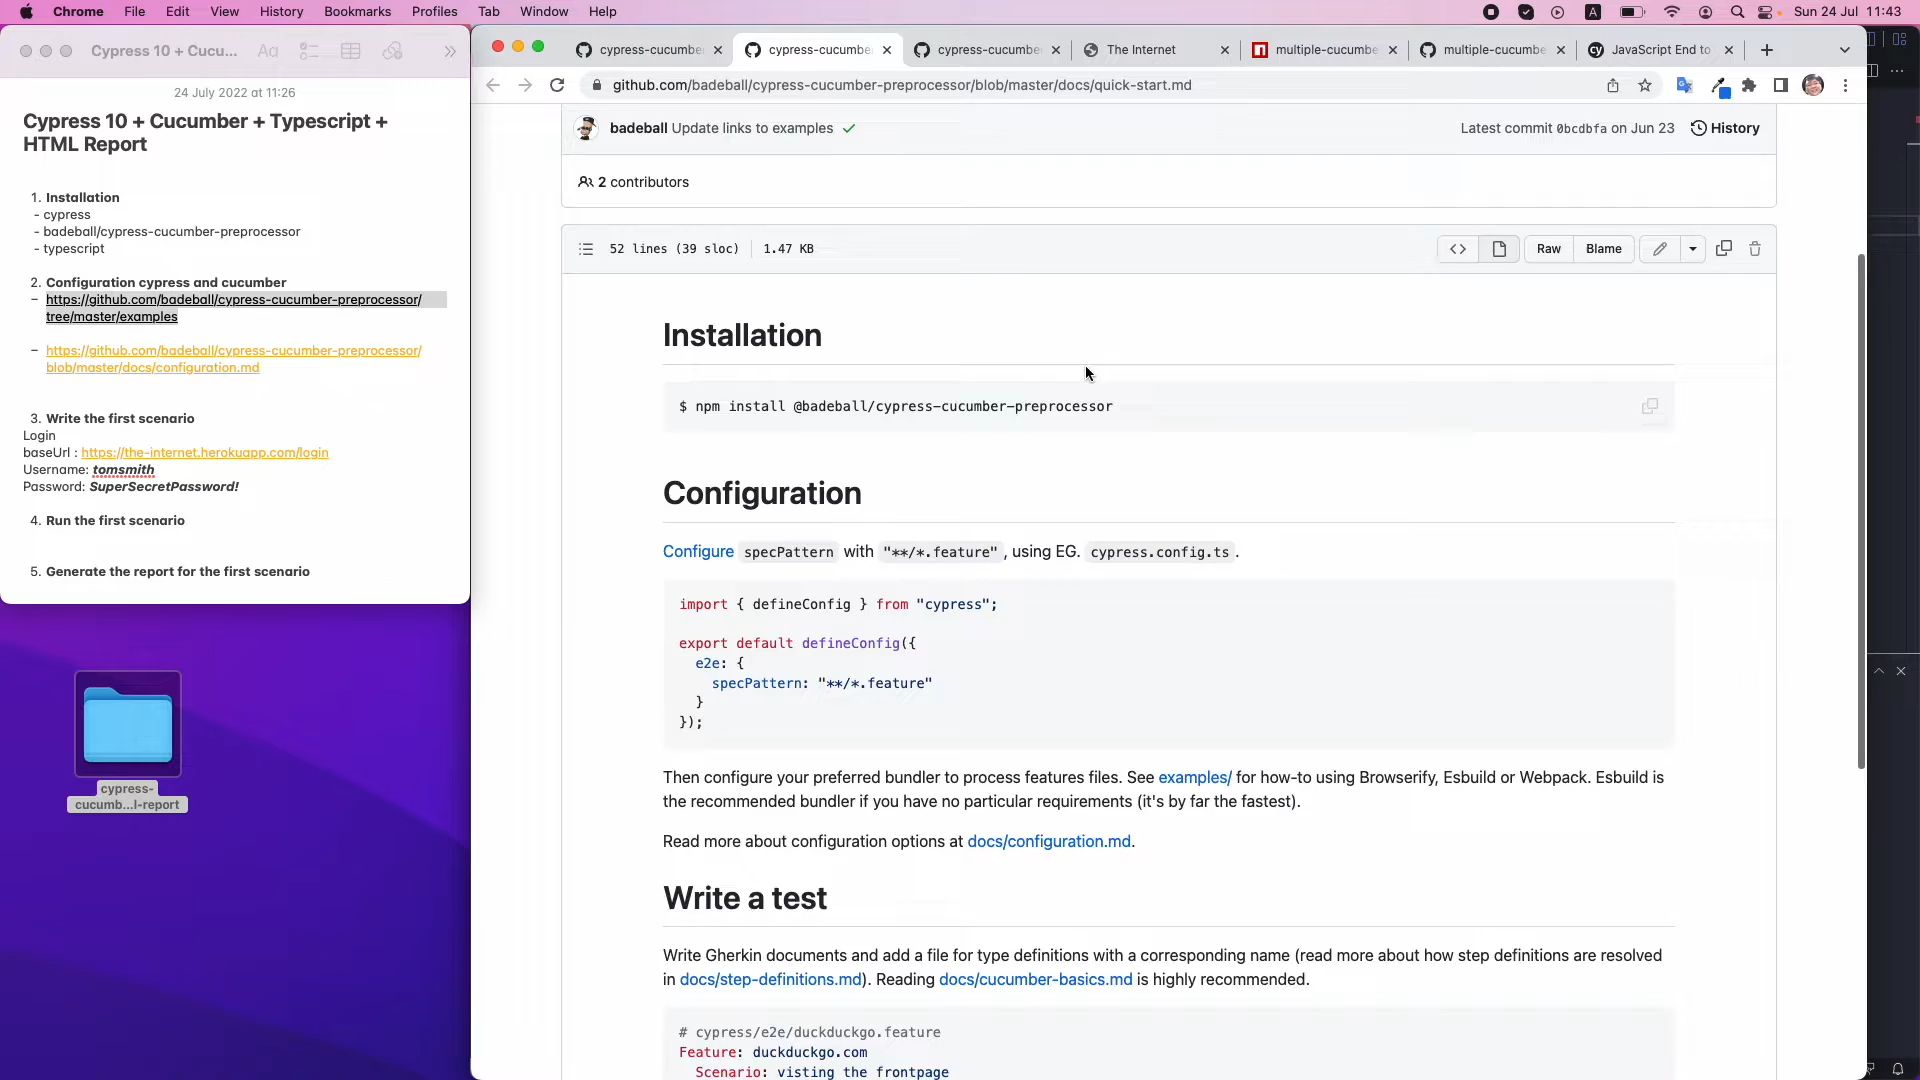 Chrome File Edit View History Bookmarks Profiles Tab Window Help
A
Sun 24 Jul 11:43
Cypress 10 + Cucu...
Aa
24 July 2022 at 11:26
Cypress 10 + Cucumber + Typescript +
HTML Report
1. Installation
- cypress
- badeball/cypress-cucumber-preprocessor
- typescript
2. Configuration cypress and cucumber
– https://github.com/badeball/cypress-cucumber-preprocessor/
tree/master/examples
– https://github.com/badeball/cypress-cucumber-preprocessor/
blob/master/docs/configuration.md
3. Write the first scenario
Login
baseUrl : https://the-internet.herokuapp.com/login
Username: tomsmith
Password: SuperSecretPassword!
4. Run the first scenario
5. Generate the report for the first scenario
cypress-
cucumb...l-report
cypress-cucumbe
cypress-cucumbe
cypress-cucumbe
The Internet
multiple-cucumbe
multiple-cucumbe
cy
JavaScript End to
github.com/badeball/cypress-cucumber-preprocessor/blob/master/docs/quick-start.md
badeball Update links to examples
Latest commit 0bcdbfa on Jun 23 History
2 contributors
52 lines (39 sloc) 1.47 KB
<> Raw Blame
Installation
$ npm install @badeball/cypress-cucumber-preprocessor
Configuration
Configure specPattern with "**/*.feature" , using EG. cypress.config.ts .
import { defineConfig } from "cypress";
export default defineConfig({
e2e: {
specPattern: "**/*.feature"
}
});
Then configure your preferred bundler to process features files. See examples/ for how-to using Browserify, Esbuild or Webpack. Esbuild is
the recommended bundler if you have no particular requirements (it's by far the fastest).
Read more about configuration options at docs/configuration.md.
Write a test
Write Gherkin documents and add a file for type definitions with a corresponding name (read more about how step definitions are resolved
in docs/step-definitions.md). Reading docs/cucumber-basics.md is highly recommended.
# cypress/e2e/duckduckgo.feature
Feature: duckduckgo.com
Scenario: visting the frontpage